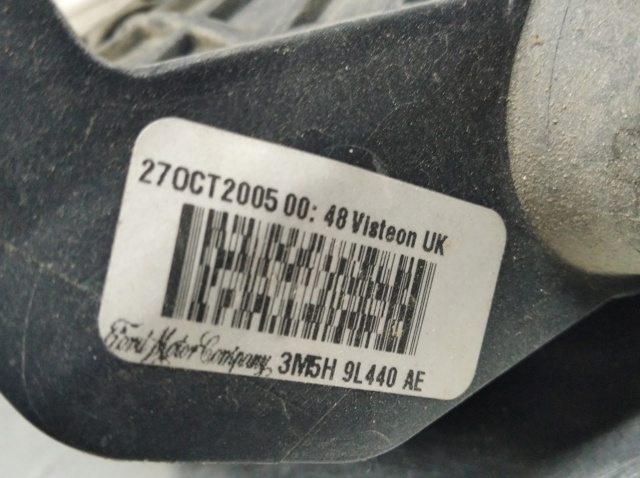 27OCT2005 00: 48 Visteon UK
Ford Motor Company 3M5H 9L440 AE